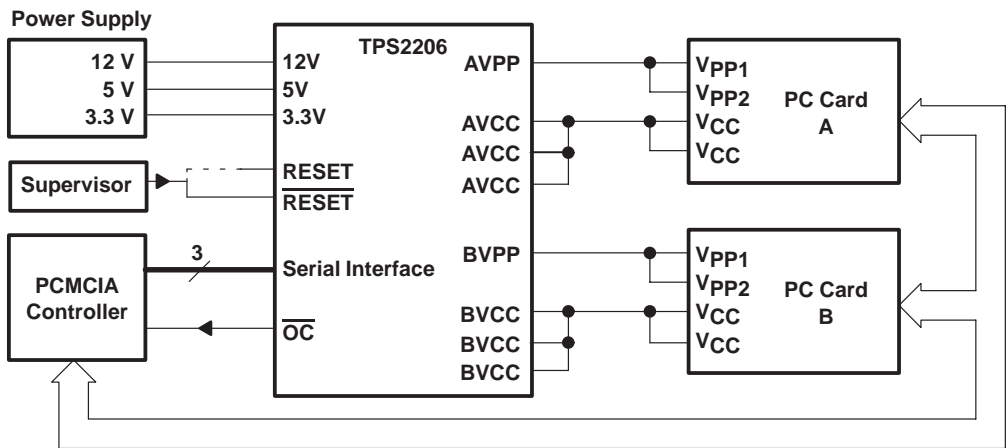 Power Supply
12 V
5 V
3.3 V
Supervisor
3
PCMCIA
Controller
TPS2206
12V
5V
3.3V
RESET
RESET
Serial Interface
OC
AVPP
AVCC
AVCC
AVCC
BVPP
BVCC
BVCC
BVCC
VPP1
VPP2
VCC
VCC
PC Card
A
VPP1
VPP2
VCC
VCC
PC Card
B